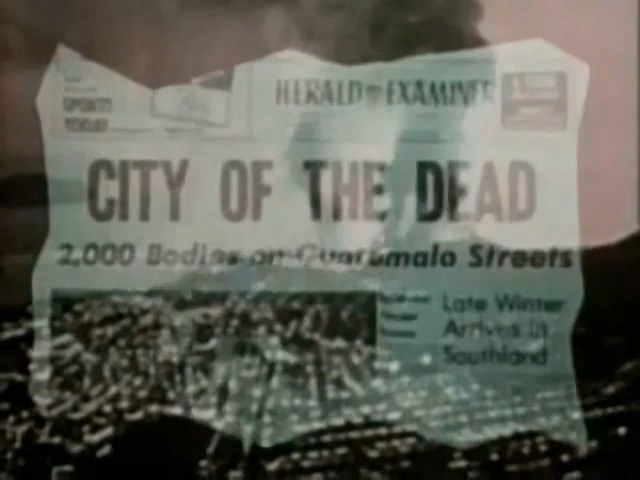 HERALD EXAMINER
CITY OF THE DEAD
2,000 Bodies on Guatemala Streets
Late Winter
Arrives in
Southland